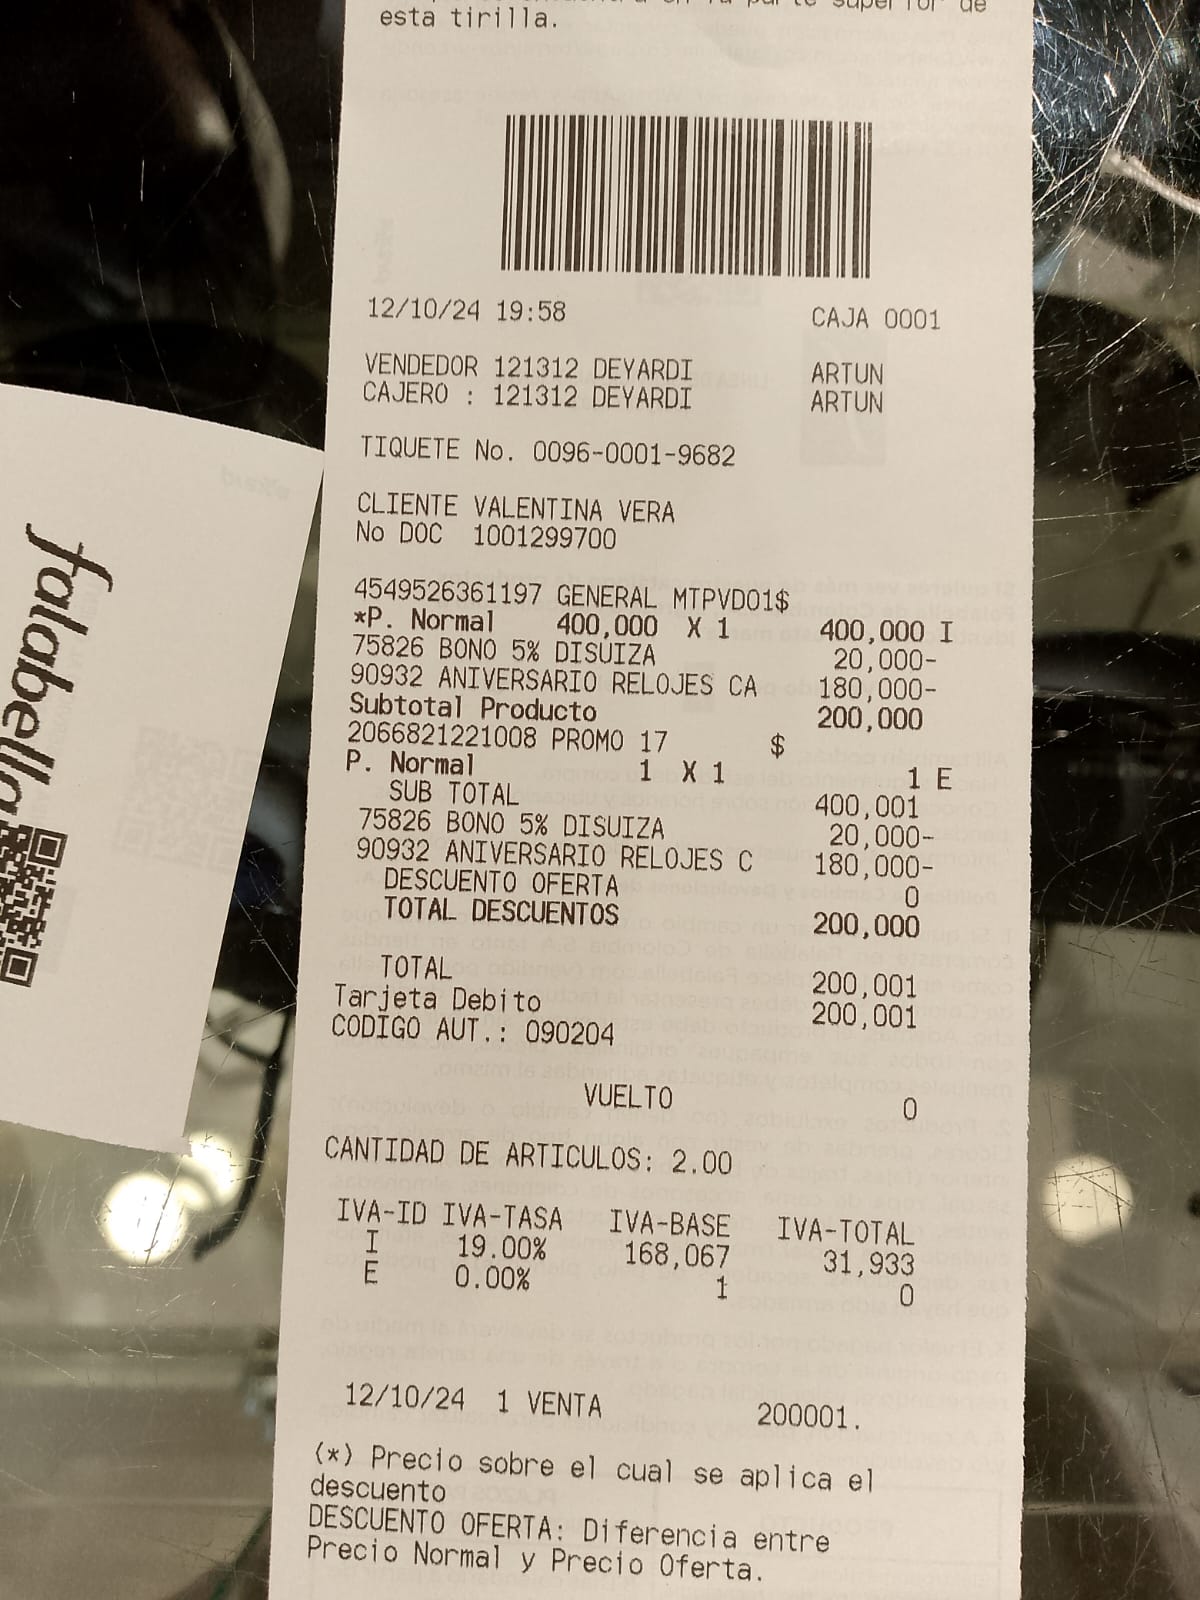 esta tirilla.
12/10/24 19:58 CAJA 0001
VENDEDOR 121312 DEYARDI ARTUN
CAJERO : 121312 DEYARDI ARTUN
TIQUETE No. 0096-0001-9682
CLIENTE VALENTINA VERA
No DOC 1001299700
4549526361197 GENERAL MTPVD01$
*P. Normal 400,000 X 1 400,000 I
75826 BONO 5% DISUIZA 20,000-
90932 ANIVERSARIO RELOJES CA 180,000-
Subtotal Producto 200,000
2066821221008 PROMO 17 $
P. Normal 1 X 1 1 E
SUB TOTAL 400,001
75826 BONO 5% DISUIZA 20,000-
90932 ANIVERSARIO RELOJES C 180,000-
DESCUENTO OFERTA 0
TOTAL DESCUENTOS 200,000
TOTAL 200,001
Tarjeta Debito 200,001
CODIGO AUT.: 090204
VUELTO 0
CANTIDAD DE ARTICULOS: 2.00
IVA-ID IVA-TASA IVA-BASE IVA-TOTAL
I 19.00% 168,067 31,933
E 0.00% 1 0
12/10/24 1 VENTA 200001.
(*) Precio sobre el cual se aplica el
descuento
DESCUENTO OFERTA: Diferencia entre
Precio Normal y Precio Oferta.
falabella